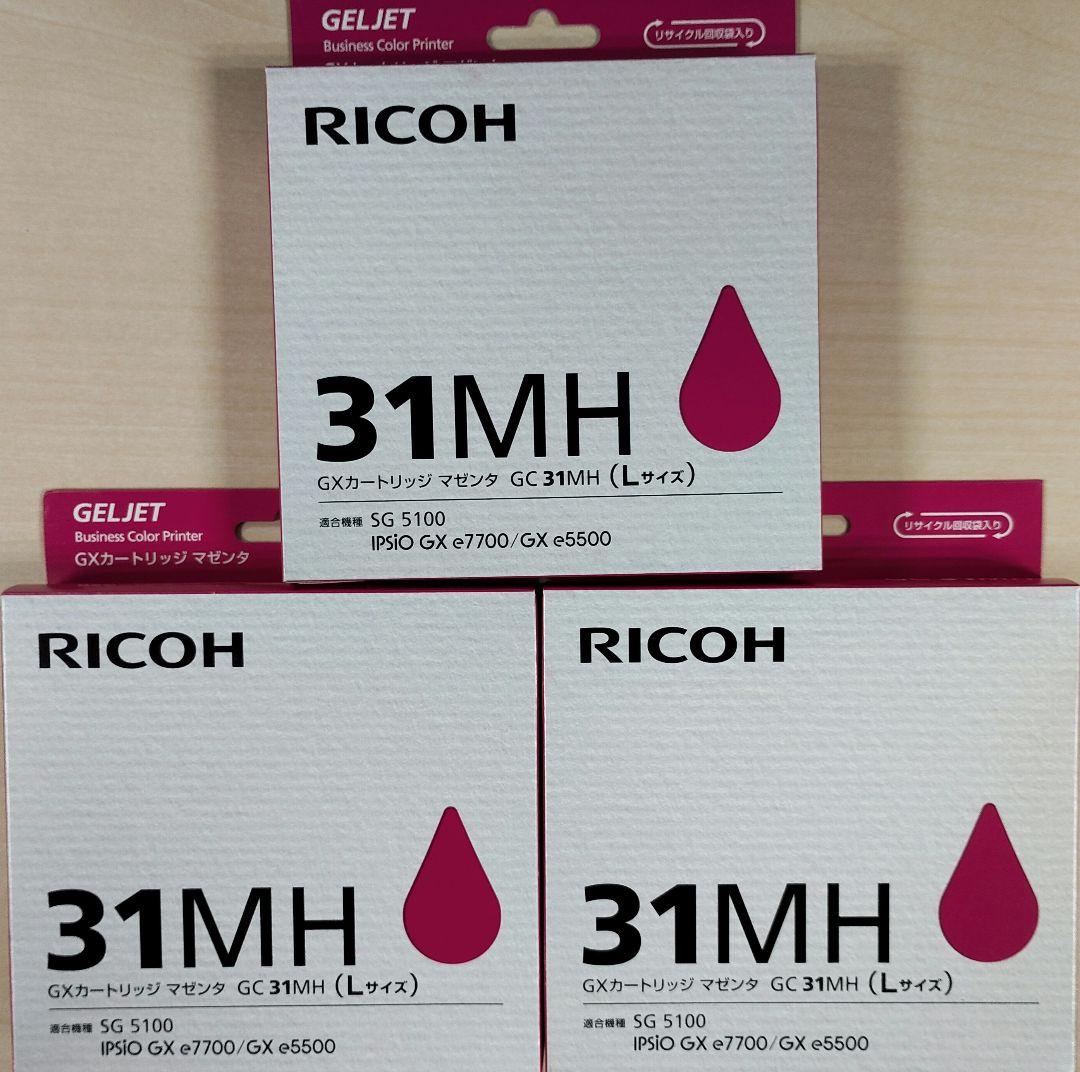 GELJET
Business Color Printer
リサイクル回収袋入り
RICOH
31MH
GXカートリッジ マゼンタ GC 31MH (Lサイズ)
適合機種 SG 5100
IPSiO GX e7700/GX e5500
GELJET
Business Color Printer
GXカートリッジ マゼンタ
RICOH
31MH
GXカートリッジ マゼンタ GC 31MH (Lサイズ)
適合機種 SG 5100
IPSiO GX e7700/GX e5500
リサイクル回収袋入り
RICOH
31MH
GXカートリッジ マゼンタ GC 31MH (Lサイズ)
適合機種 SG 5100
IPSiO GX e7700/GX e5500